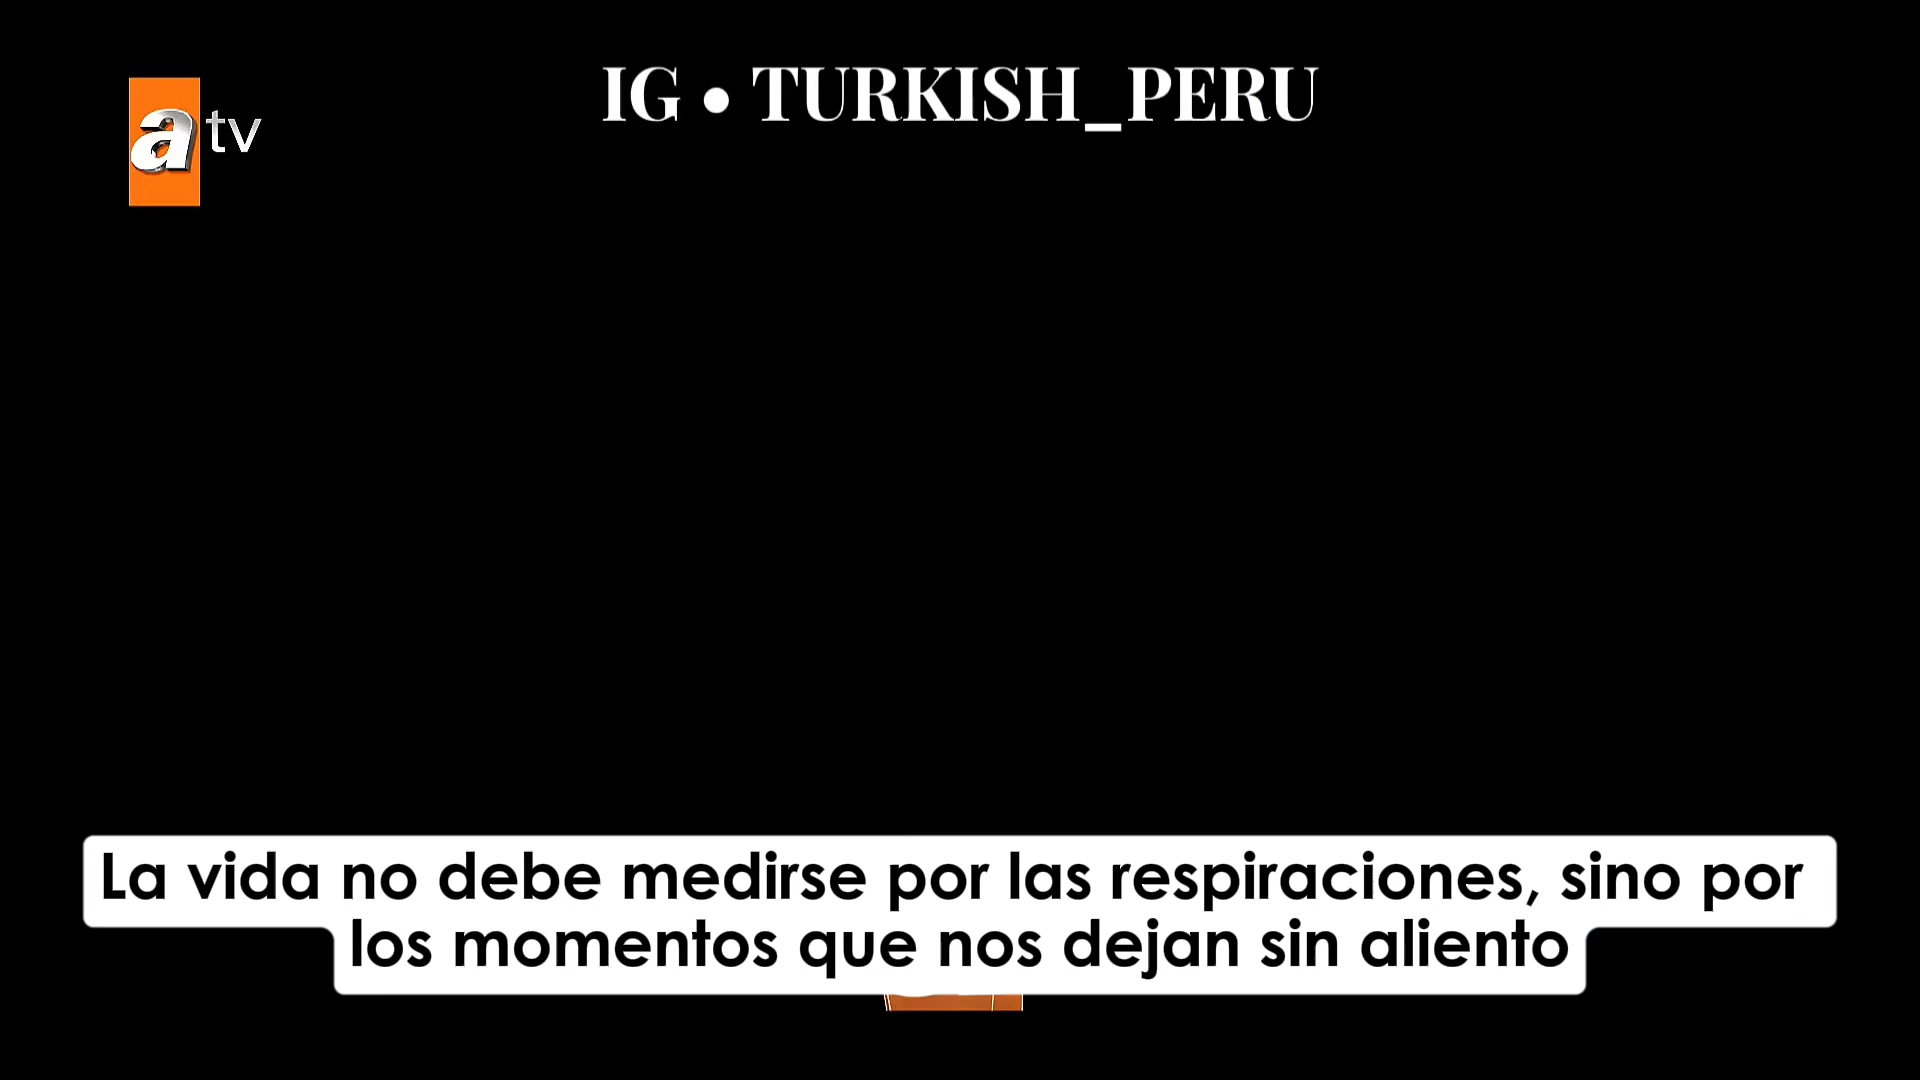 IG • TURKISH_PERU
atv
La vida no debe medirse por las respiraciones, sino por
los momentos que nos dejan sin aliento